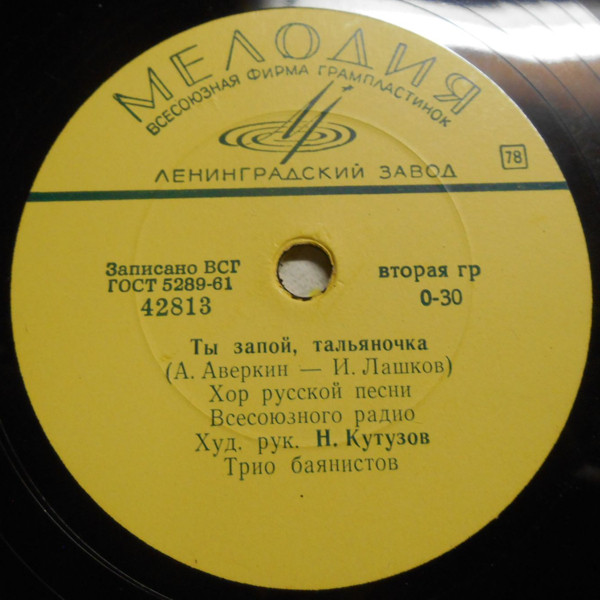 МЕЛОДИЯ
ВСЕСОЮЗНАЯ ФИРМА ГРАМПЛАСТИНОК
ЛЕНИНГРАДСКИЙ ЗАВОД
78
Записано ВСГ
ГОСТ 5289-61
42813
вторая гр
0-30
Ты запой, тальяночка
(А. Аверкин — И. Лашков)
Хор русской песни
Всесоюзного радио
Худ. рук. Н. Кутузов
Трио баянистов